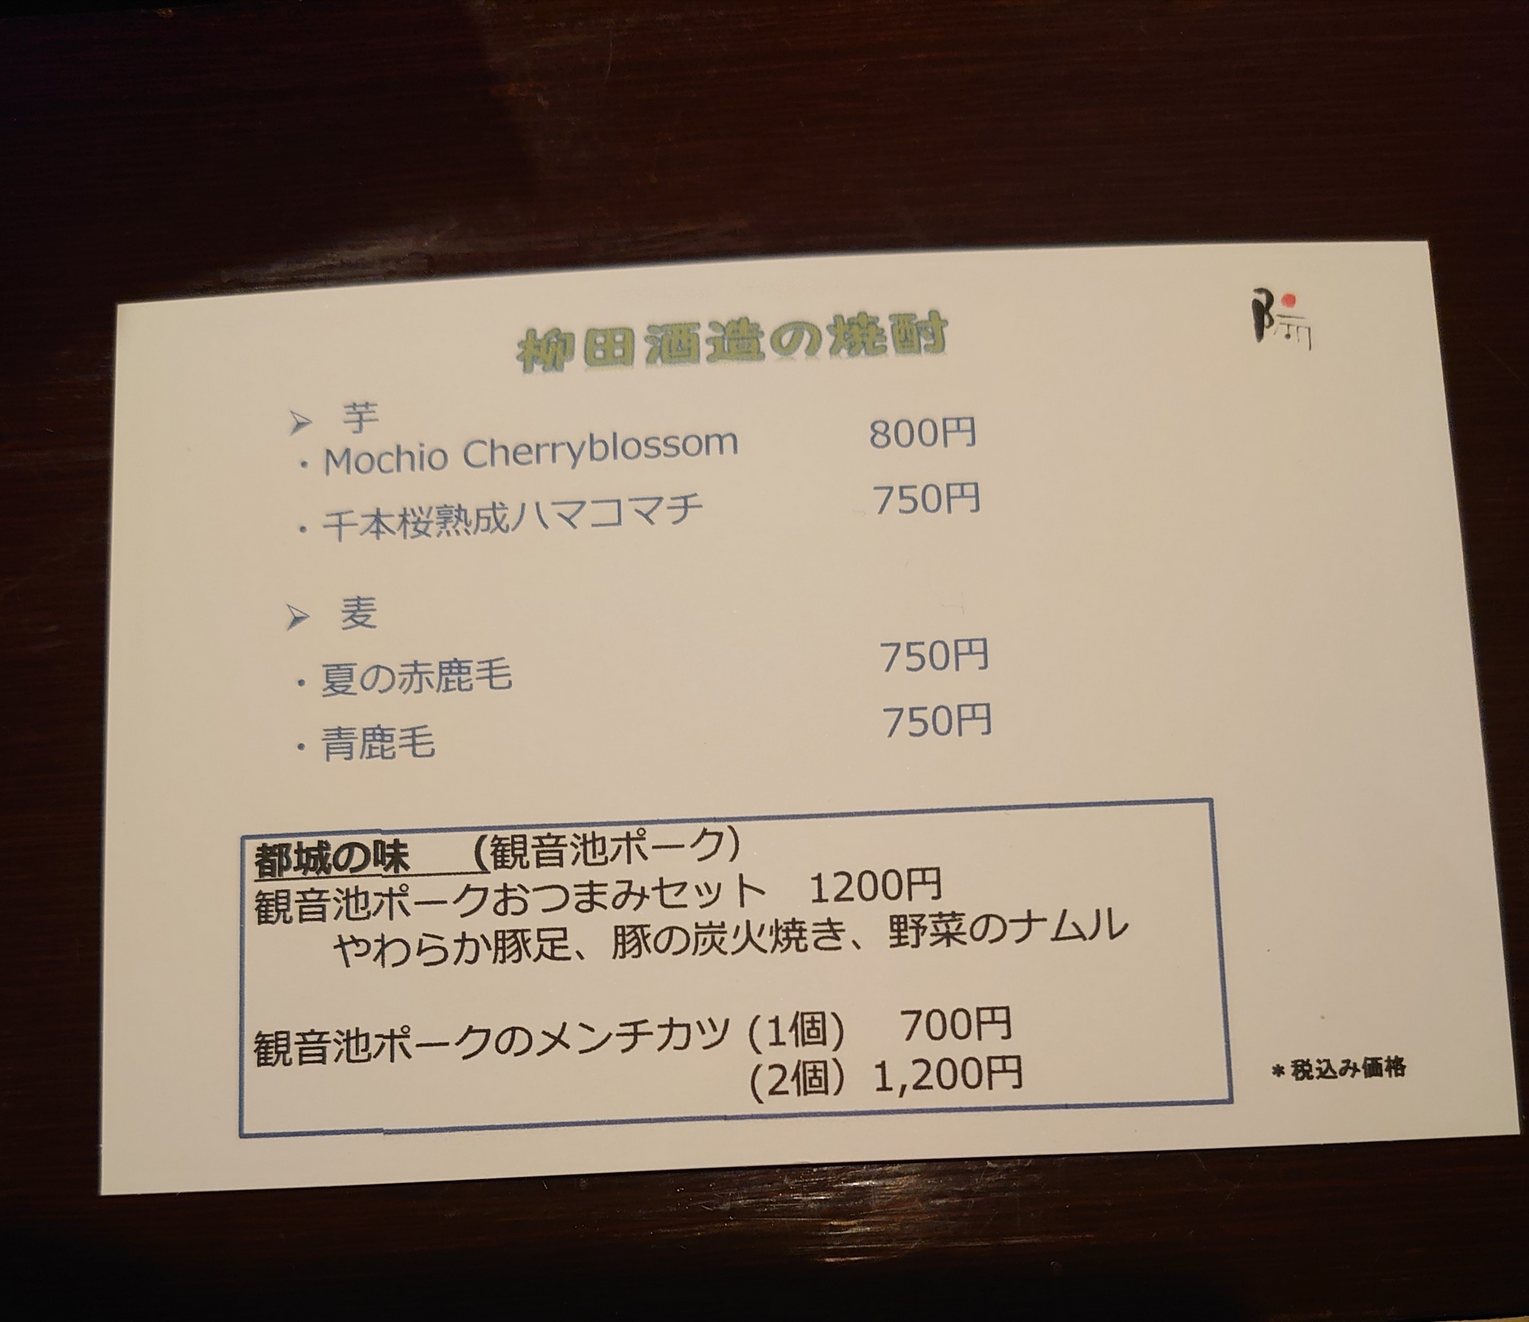 柳田酒造の焼酎
➢ 芋
・Mochio Cherryblossom 800円
・千本桜熟成ハマコマチ 750円
➢ 麦
・夏の赤鹿毛 750円
・青鹿毛 750円
都城の味 （観音池ポーク）
観音池ポークおつまみセット 1200円
やわらか豚足、豚の炭火焼き、野菜のナムル
観音池ポークのメンチカツ (1個) 700円
(2個）1,200円
＊税込み価格